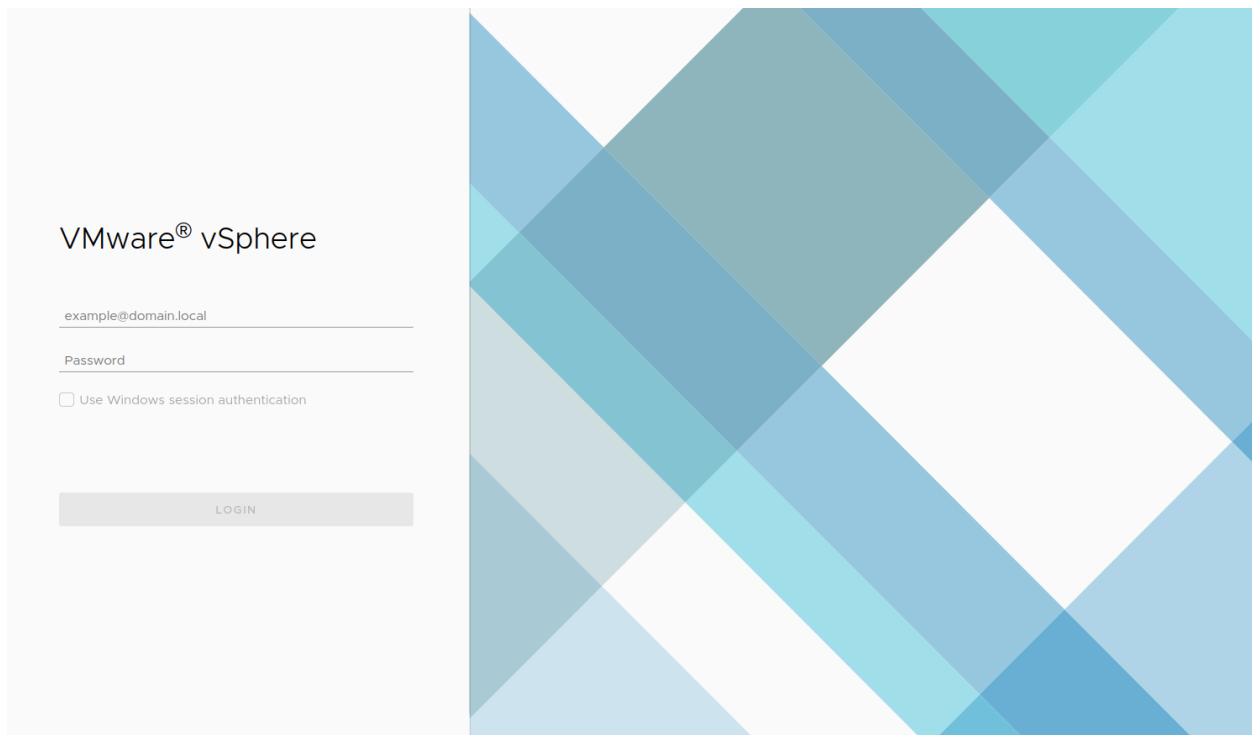 VMware® vSphere
example@domain.local
Password
Use Windows session authentication
LOGIN